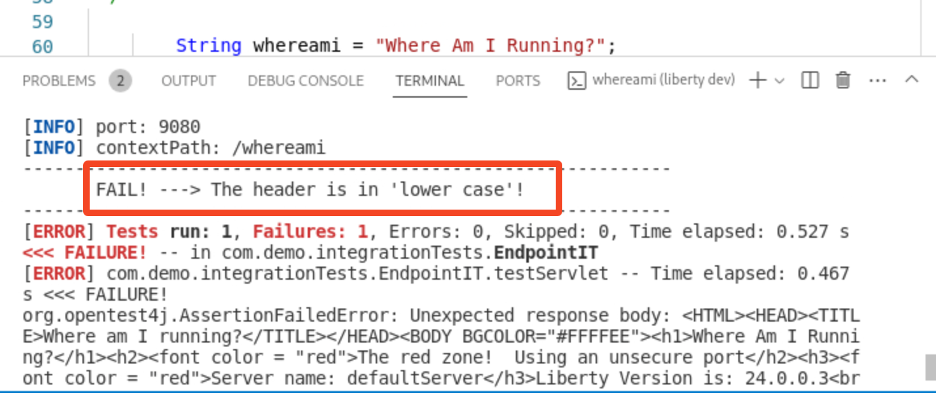 59
60 String whereami = "Where Am I Running?";
PROBLEMS 2 OUTPUT DEBUG CONSOLE TERMINAL PORTS whereami (liberty dev)
[INFO] port: 9080
[INFO] contextPath: /whereami
--------------------------------------------------------------
FAIL! ---> The header is in 'lower case'!
--------------------------------------------------------------
[ERROR] Tests run: 1, Failures: 1, Errors: 0, Skipped: 0, Time elapsed: 0.527 s
<<< FAILURE! -- in com.demo.integrationTests.EndpointIT
[ERROR] com.demo.integrationTests.EndpointIT.testServlet -- Time elapsed: 0.467
s <<< FAILURE!
org.opentest4j.AssertionFailedError: Unexpected response body: <HTML><HEAD><TITL
E>Where am I running?</TITLE></HEAD><BODY BGCOLOR="#FFFFEE"><h1>Where Am I Runni
ng?</h1><h2><font color = "red">The red zone!  Using an unsecure port</h2><h3><f
ont color = "red">Server name: defaultServer</h3>Liberty Version is: 24.0.0.3<br